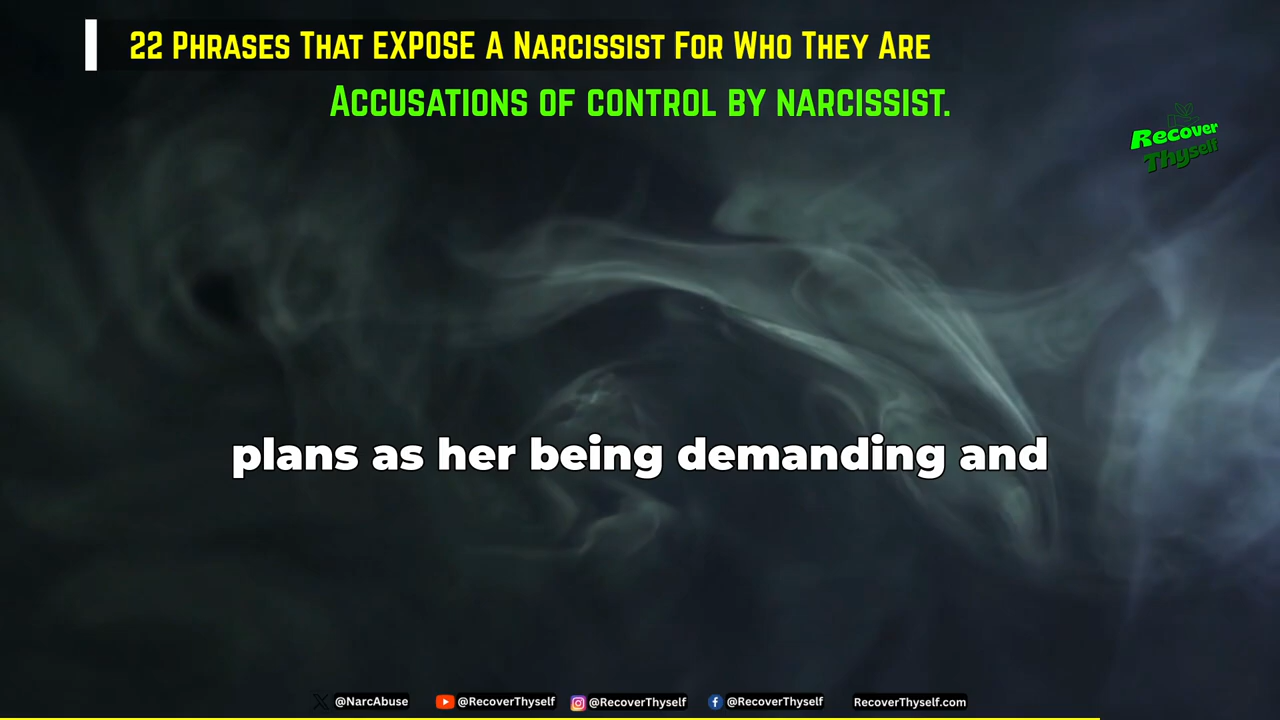 22 Phrases That EXPOSE A Narcissist For Who They Are
Accusations of control by narcissist.
Recover
Thyself
plans as her being demanding and
@NarcAbuse
@RecoverThyself
@RecoverThyself
@RecoverThyself
RecoverThyself.com